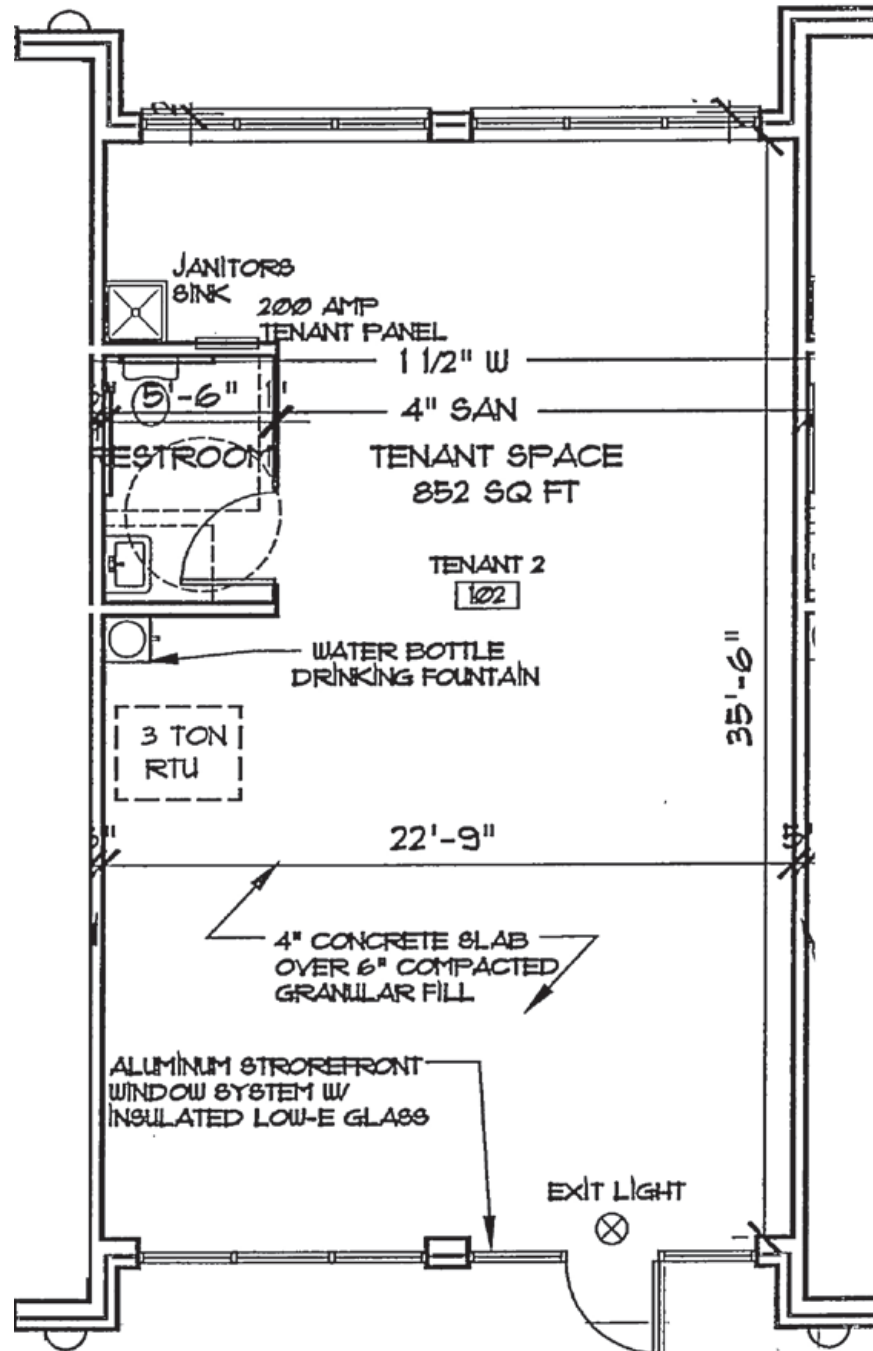 JANITORS
SINK
200 AMP
TENANT PANEL
1 1/2" W
5'-6"
1"
4" SAN
RESTROOM
TENANT SPACE
852 SQ FT
TENANT 2
102
WATER BOTTLE
DRINKING FOUNTAIN
35'-6"
3 TON
RTU
22'-9"
4" CONCRETE SLAB
OVER 6" COMPACTED
GRANULAR FILL
ALUMINUM STROREFRONT
WINDOW SYSTEM W/
INSULATED LOW-E GLASS
EXIT LIGHT